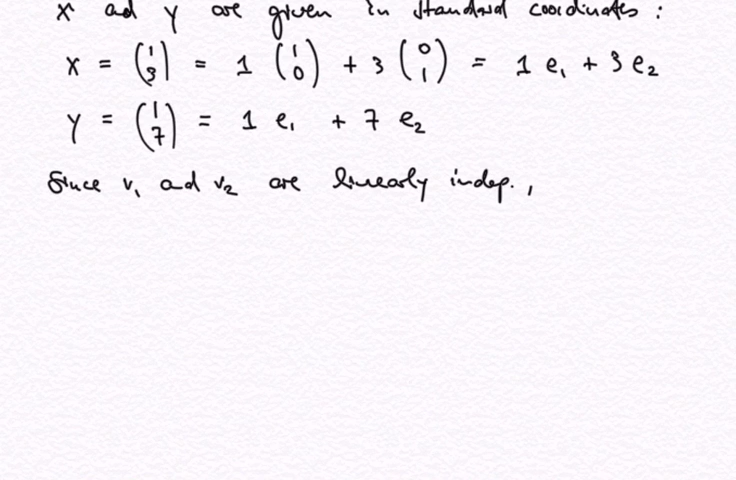 x and y are given in standard coordinates :
x = (1 3) = 1 (1 0) + 3 (0 1) = 1 e₁ + 3 e₂
y = (1 7) = 1 e₁ + 7 e₂
Since v₁ and v₂ are linearly indep. ,